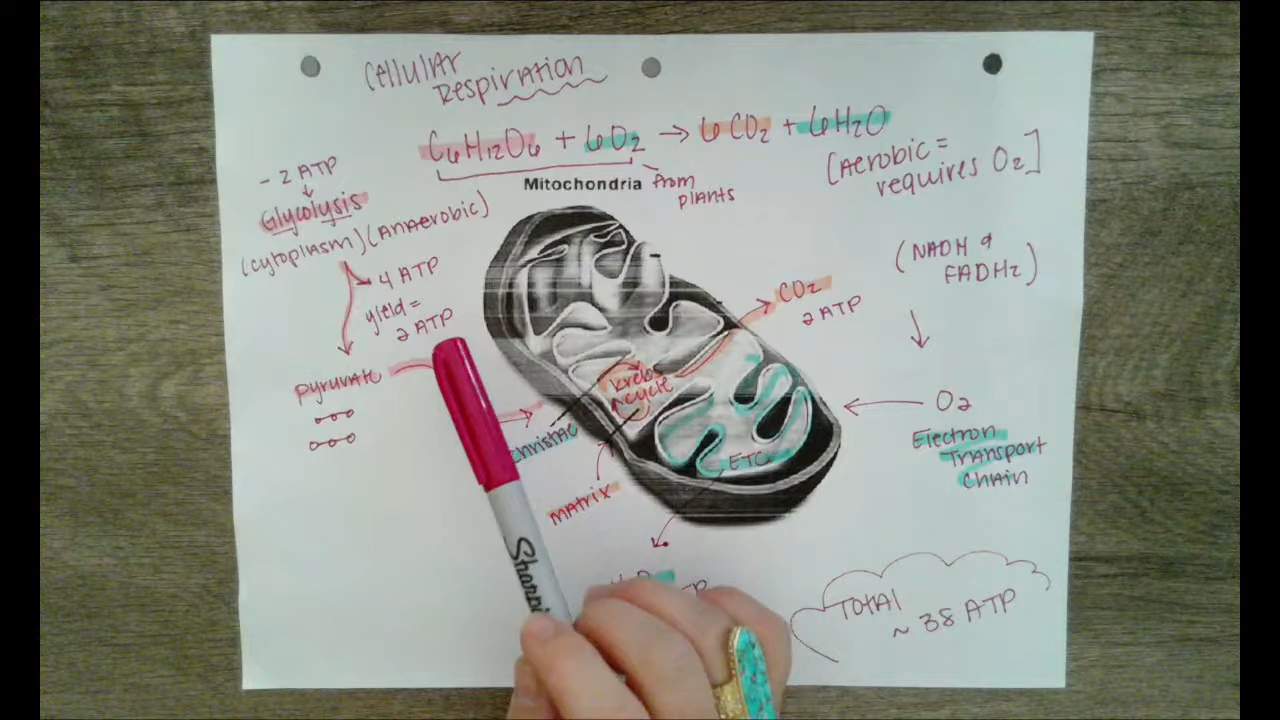 CELLULAR
RESPIRATION
C6H12O6 + 6O2 → 6CO2 + 6H2O
[AEROBIC =
requires O2]
from
plants
Mitochondria
- 2 ATP
Glycolysis
(cytoplasm) (ANAEROBIC)
4 ATP
yield =
2 ATP
pyruvate
(NADH &
FADH2)
CO2
2 ATP
Krebs
cycle
christae
matrix
ETC
O2
Electron
Transport
Chain
TOTAL
~ 38 ATP
Sharpi